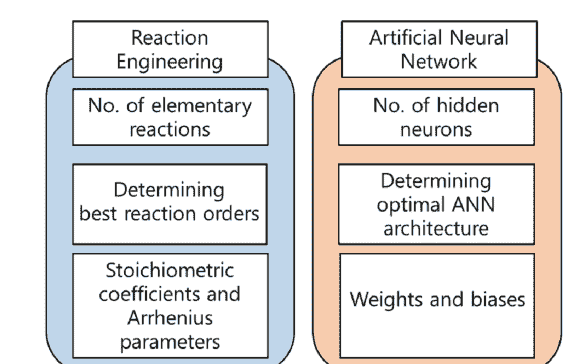 Reaction
Engineering
No. of elementary
reactions
Determining
best reaction orders
Stoichiometric
coefficients and
Arrhenius
parameters
Artificial Neural
Network
No. of hidden
neurons
Determining
optimal ANN
architecture
Weights and biases